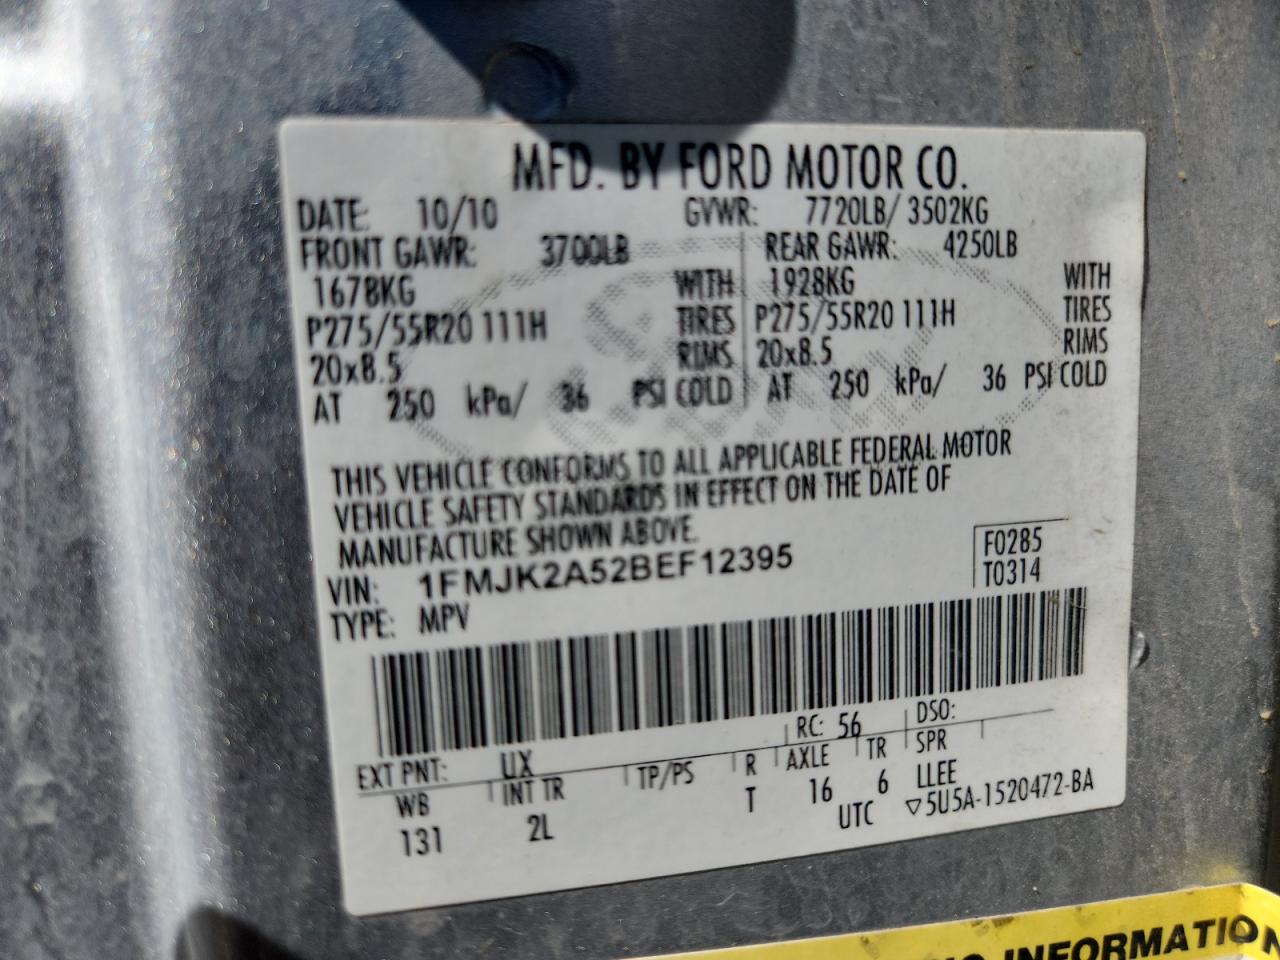 MFD. BY FORD MOTOR CO.
DATE: 10/10 GVWR: 7720LB/ 3502KG
FRONT GAWR: 3700LB REAR GAWR: 4250LB
1678KG WITH 1928KG WITH
P275/55R20 111H TIRES P275/55R20 111H TIRES
20x8.5 RIMS 20x8.5 RIMS
AT 250 kPa/ 36 PSI COLD AT 250 kPa/ 36 PSI COLD
THIS VEHICLE CONFORMS TO ALL APPLICABLE FEDERAL MOTOR
VEHICLE SAFETY STANDARDS IN EFFECT ON THE DATE OF
MANUFACTURE SHOWN ABOVE.
VIN: 1FMJK2A52BEF12395
F0285
T0314
TYPE: MPV
EXT PNT: UX RC: 56 DSO:
WB INT TR TP/PS R AXLE TR SPR
131 2L T 16 6 LLEE
UTC ▽5U5A-1520472-BA
INFORMATION